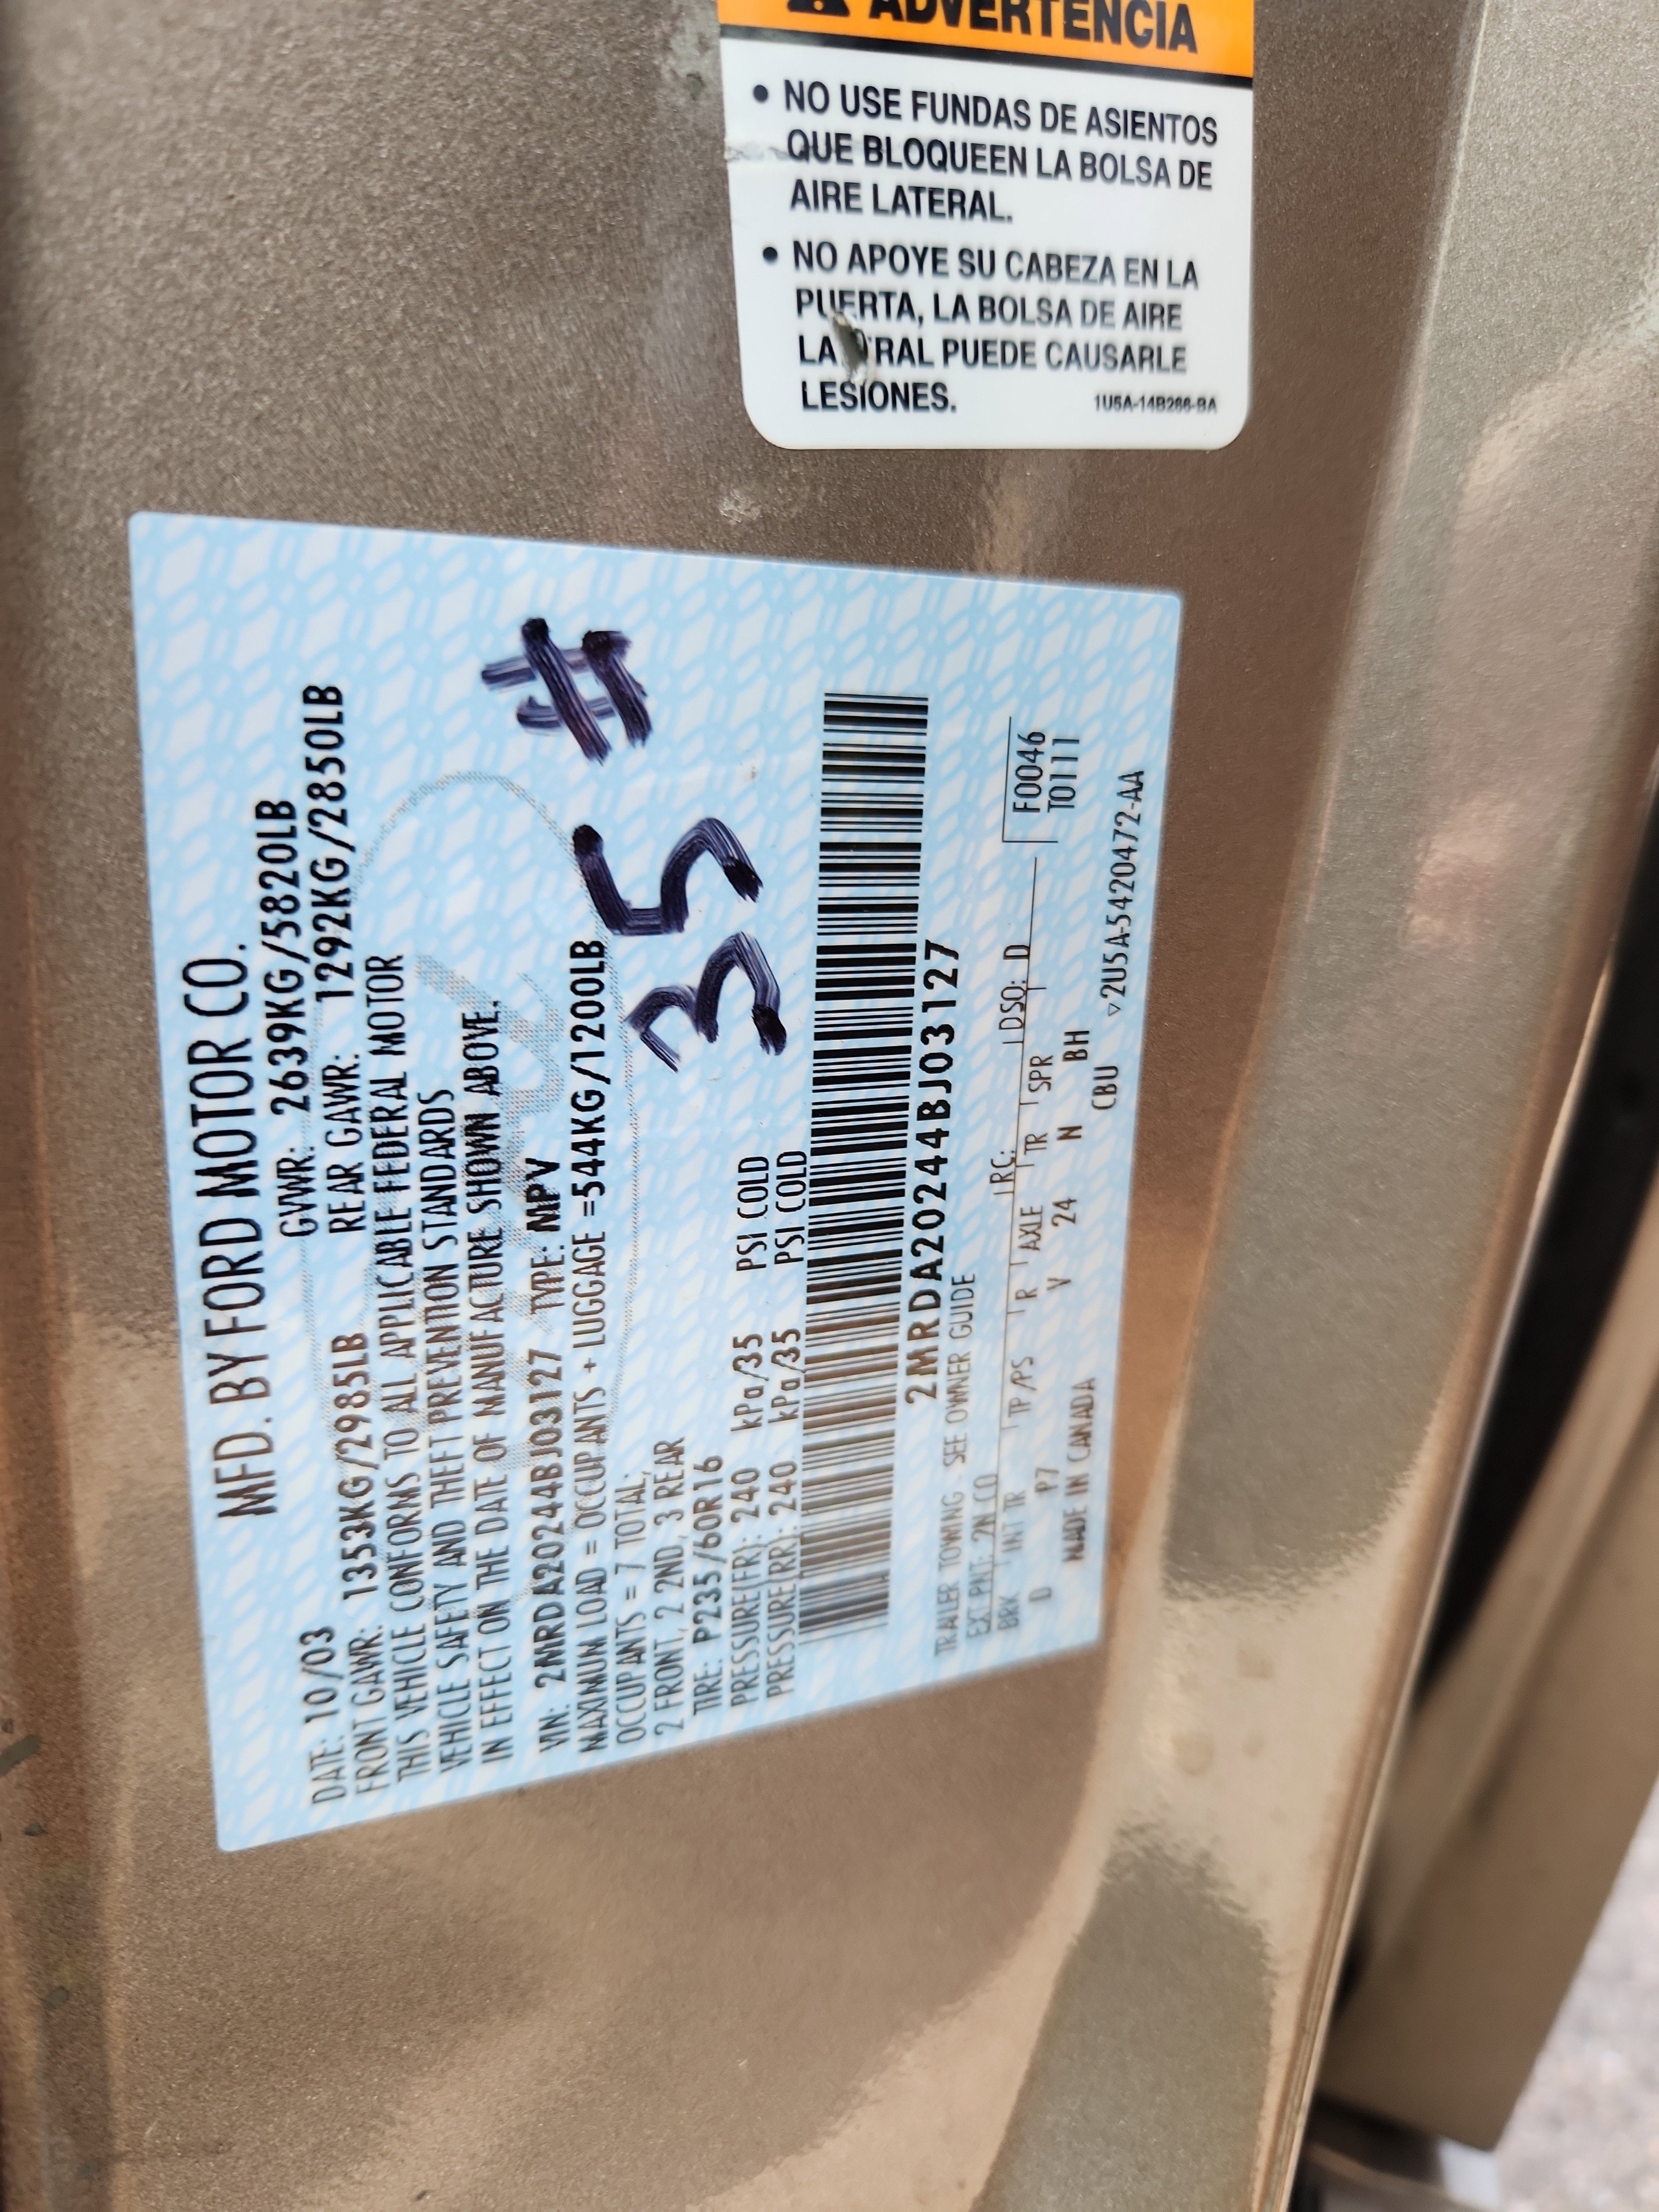 ADVERTENCIA
• NO USE FUNDAS DE ASIENTOS
QUE BLOQUEEN LA BOLSA DE
AIRE LATERAL.
• NO APOYE SU CABEZA EN LA
PUERTA, LA BOLSA DE AIRE
LATERAL PUEDE CAUSARLE
LESIONES.
1U5A-14B266-BA
MFD. BY FORD MOTOR CO.
DATE: 10/03 GVWR: 2639KG/5820LB
FRONT GAWR: 1353KG/2985LB REAR GAWR: 1292KG/2850LB
THIS VEHICLE CONFORMS TO ALL APPLICABLE FEDERAL MOTOR
VEHICLE SAFETY AND THEFT PREVENTION STANDARDS
IN EFFECT ON THE DATE OF MANUFACTURE SHOWN ABOVE.
VIN: 2MRDA20244BJ03127 TYPE: MPV
MAXIMUM LOAD = OCCUPANTS + LUGGAGE =544KG/1200LB
OCCUPANTS = 7 TOTAL,
2 FRONT, 2 2ND, 3 REAR
TIRE: P235/60R16
PRESSURE(FR): 240 kPa/35 PSI COLD
PRESSURE RR: 240 kPa/35 PSI COLD
35 #
2MRDA20244BJ03127
TRAILER TOWING - SEE OWNER GUIDE
EXT PNT: 2N CO RC: DSO: D F0046
BRK INT TR TP/PS R AXLE TR SPR T0111
D P7 V 24 N BH
MADE IN CANADA CBU ▽2U5A-5420472-AA